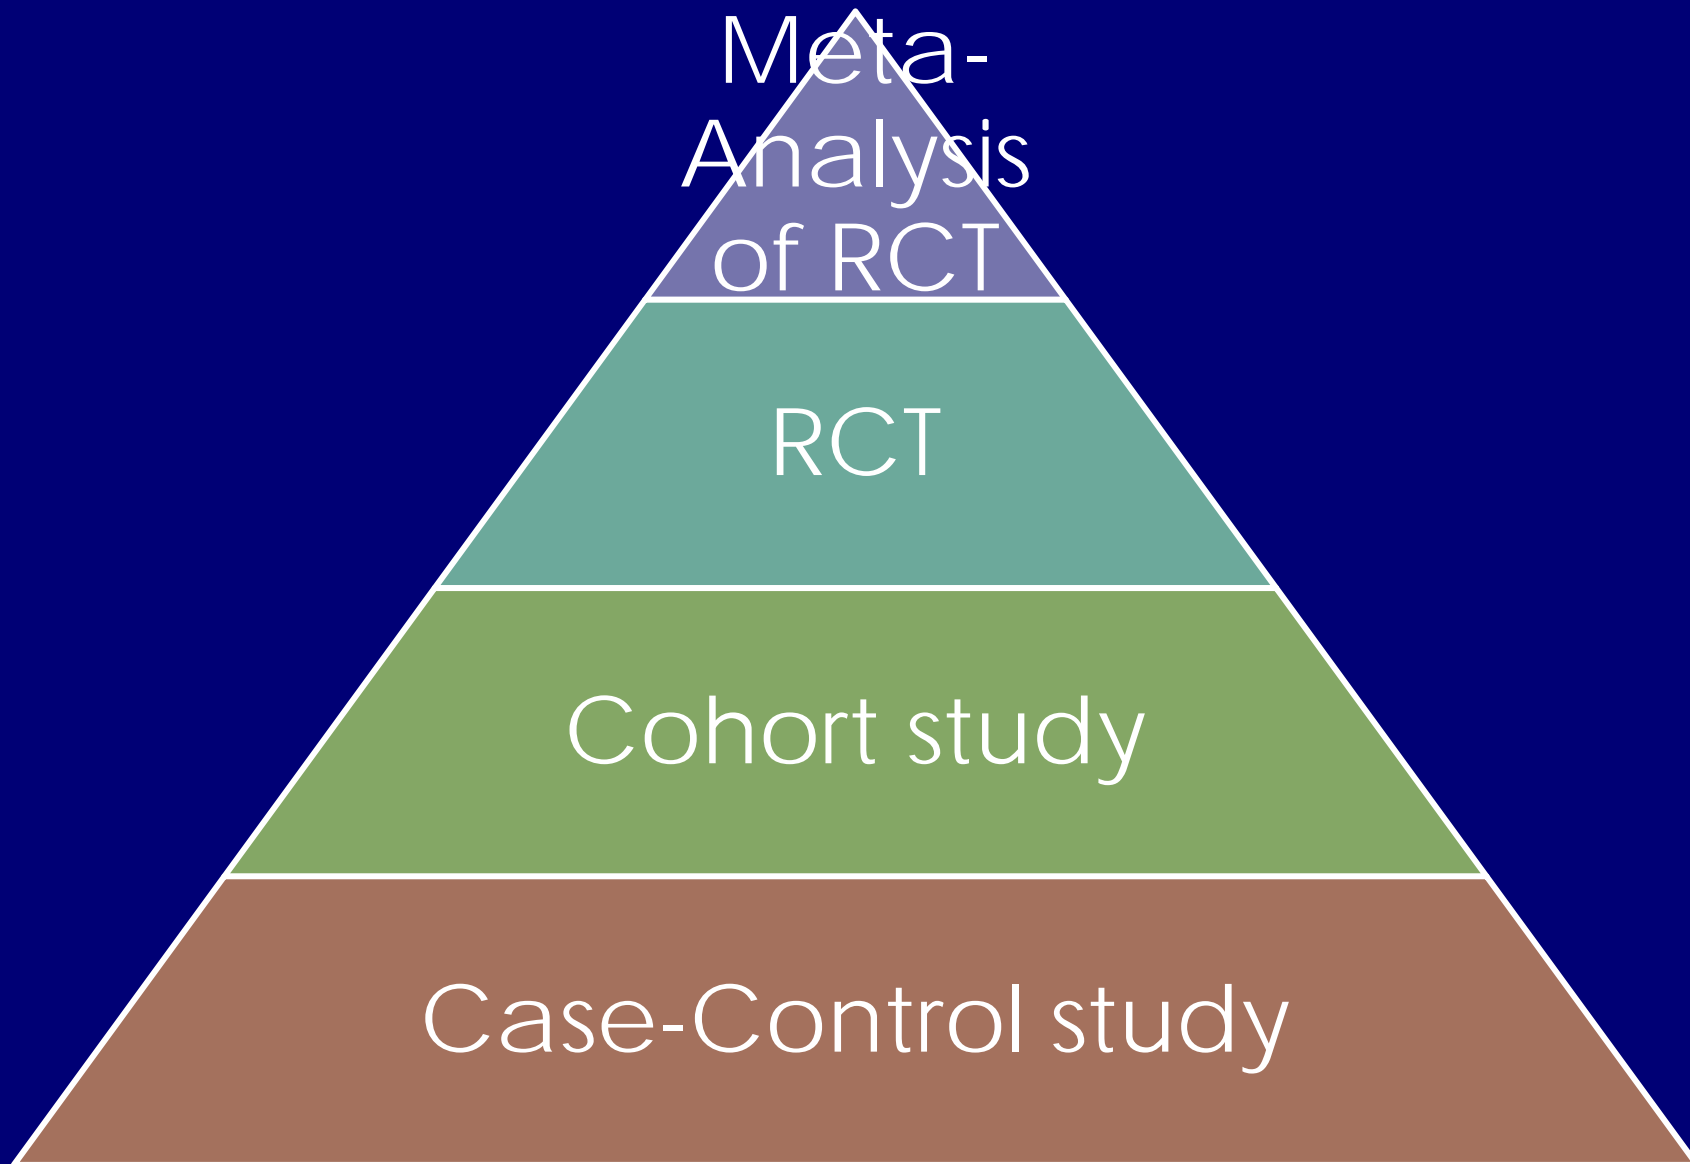 Meta-
Analysis
of RCT
RCT
Cohort study
Case-Control study